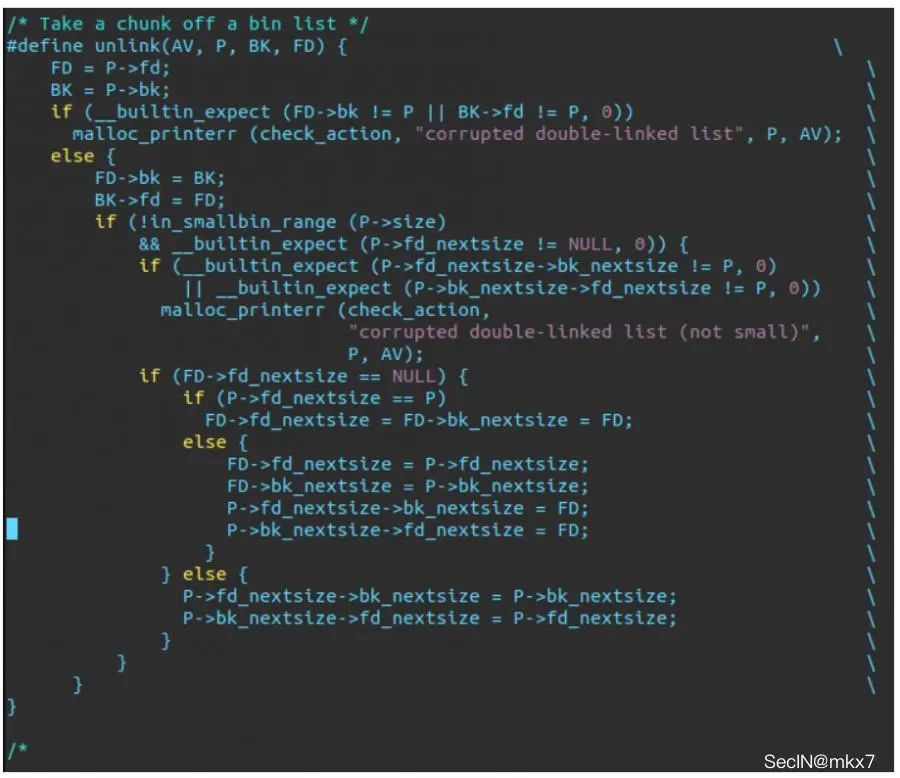 /* Take a chunk off a bin list */
#define unlink(AV, P, BK, FD) { \
    FD = P->fd; \
    BK = P->bk; \
    if (__builtin_expect (FD->bk != P || BK->fd != P, 0)) \
      malloc_printerr (check_action, "corrupted double-linked list", P, AV); \
    else { \
        FD->bk = BK; \
        BK->fd = FD; \
        if (!in_smallbin_range (P->size) \
            && __builtin_expect (P->fd_nextsize != NULL, 0)) { \
            if (__builtin_expect (P->fd_nextsize->bk_nextsize != P, 0) \
                || __builtin_expect (P->bk_nextsize->fd_nextsize != P, 0)) \
              malloc_printerr (check_action, \
                               "corrupted double-linked list (not small)", \
                               P, AV); \
            if (FD->fd_nextsize == NULL) { \
                if (P->fd_nextsize == P) \
                  FD->fd_nextsize = FD->bk_nextsize = FD; \
                else { \
                    FD->fd_nextsize = P->fd_nextsize; \
                    FD->bk_nextsize = P->bk_nextsize; \
                    P->fd_nextsize->bk_nextsize = FD; \
                    P->bk_nextsize->fd_nextsize = FD; \
                  } \
              } else { \
                P->fd_nextsize->bk_nextsize = P->bk_nextsize; \
                P->bk_nextsize->fd_nextsize = P->fd_nextsize; \
              } \
          } \
      } \
}
/*
SecIN@mkx7